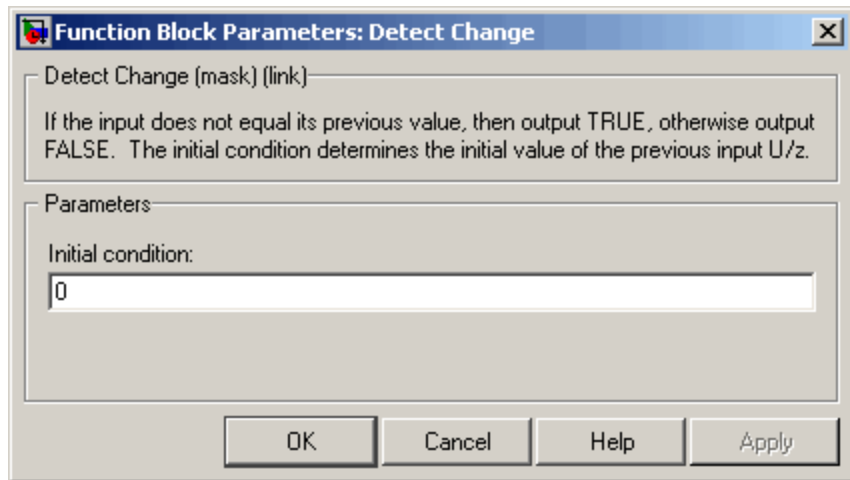 Function Block Parameters: Detect Change
Detect Change (mask) (link)
If the input does not equal its previous value, then output TRUE, otherwise output
FALSE.  The initial condition determines the initial value of the previous input U/z.
Parameters
Initial condition:
0
OK Cancel Help Apply